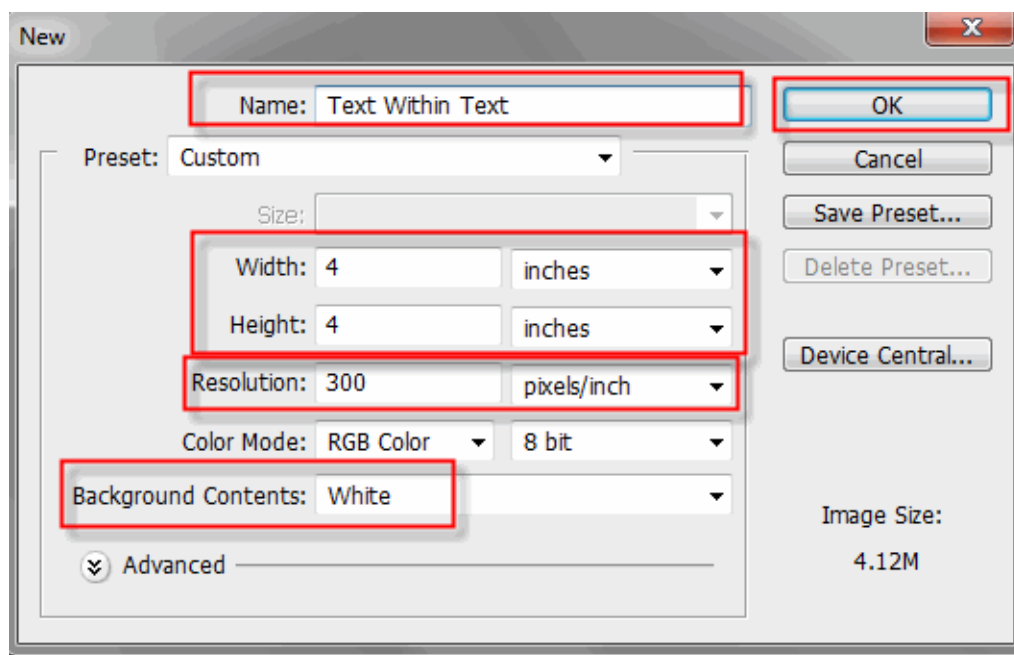 New
Name: Text Within Text
OK
Preset: Custom
Cancel
Size:
Save Preset...
Width: 4 inches
Delete Preset...
Height: 4 inches
Device Central...
Resolution: 300 pixels/inch
Color Mode: RGB Color 8 bit
Background Contents: White
Image Size:
Advanced
4.12M